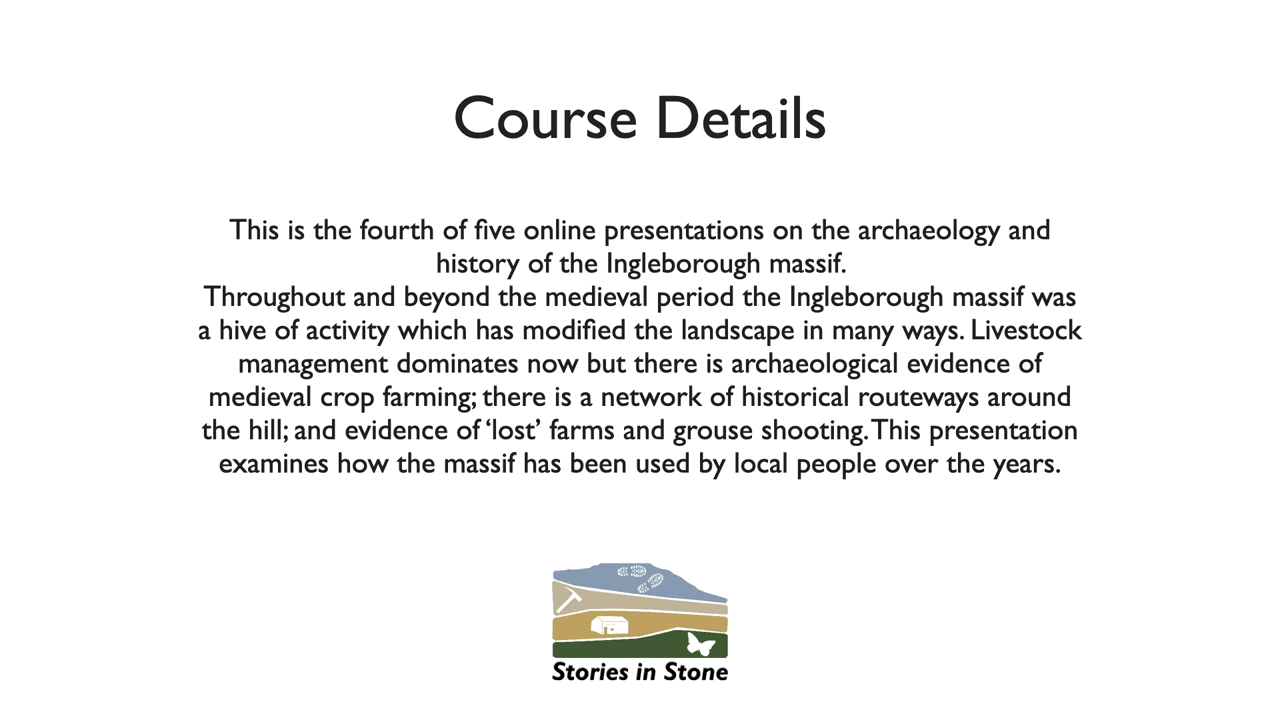 Course Details
This is the fourth of five online presentations on the archaeology and
history of the Ingleborough massif.
Throughout and beyond the medieval period the Ingleborough massif was
a hive of activity which has modified the landscape in many ways. Livestock
management dominates now but there is archaeological evidence of
medieval crop farming; there is a network of historical routeways around
the hill; and evidence of ‘lost’ farms and grouse shooting. This presentation
examines how the massif has been used by local people over the years.
Stories in Stone